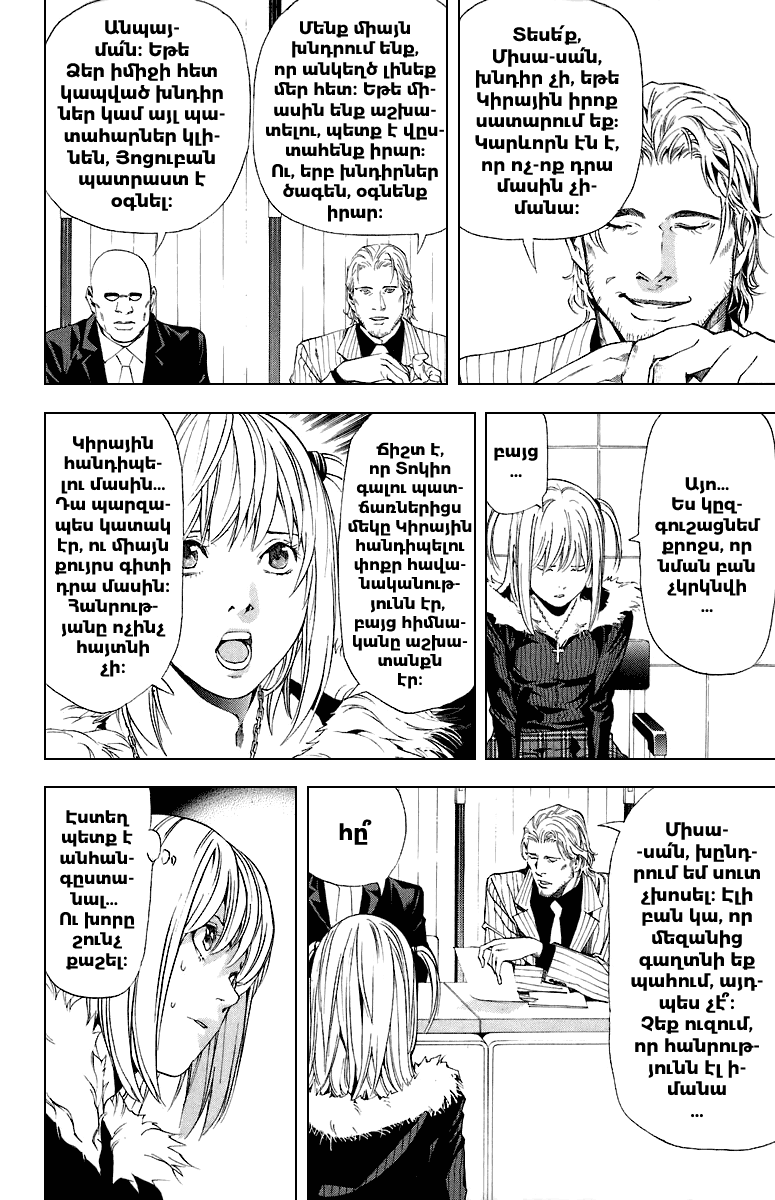 Տեսե՛ք,
Միսա-սա՛ն,
խնդիր չի, եթե
Կիրային իրոք
սատարում եք:
Կարևորն էն է,
որ ոչ-ոք դրա
մասին չի-
մանա:
Մենք միայն
խնդրում ենք,
որ անկեղծ լինեք
մեր հետ: Եթե մի-
ասին ենք աշխա-
տելու, պետք է վըս-
տահենք իրար:
Ու, երբ խնդիրներ
ծագեն, օգնենք
իրար:
Անպայ-
մա՛ն: Եթե
Ձեր իմիջի հետ
կապված խնդիր
ներ կամ այլ պա-
տահարներ կլի-
նեն, Յոցուբան
պատրաստ է
օգնել:
Այո...
Ես կըզ-
գուշացնեմ
քրոջս, որ
նման բան
չկրկնվի
...
բայց
...
Ճիշտ է,
որ Տոկիո
գալու պատ-
ճառներիցս
մեկը Կիրային
հանդիպելու
փոքր հավա-
նականութ-
յունն էր,
բայց հիմնա-
կանը աշխա-
տանքն
էր:
Կիրային
հանդիպե-
լու մասին...
Դա պարզա-
պես կատակ
էր, ու միայն
քույրս գիտի
դրա մասին:
Հանրութ-
յանը ոչինչ
հայտնի
չի:
Միսա-
-սա՛ն, խընդ-
րում եմ սուտ
չխոսել: Էլի
բան կա, որ
մեզանից
գաղտնի եք
պահում, այդ-
պես չէ՞:
Չեք ուզում,
որ հանրութ-
յունն էլ ի-
մանա
...
հը՞
Էստեղ
պետք է
անհան-
գըստա-
նալ...
Ու խորը
շունչ
քաշել: